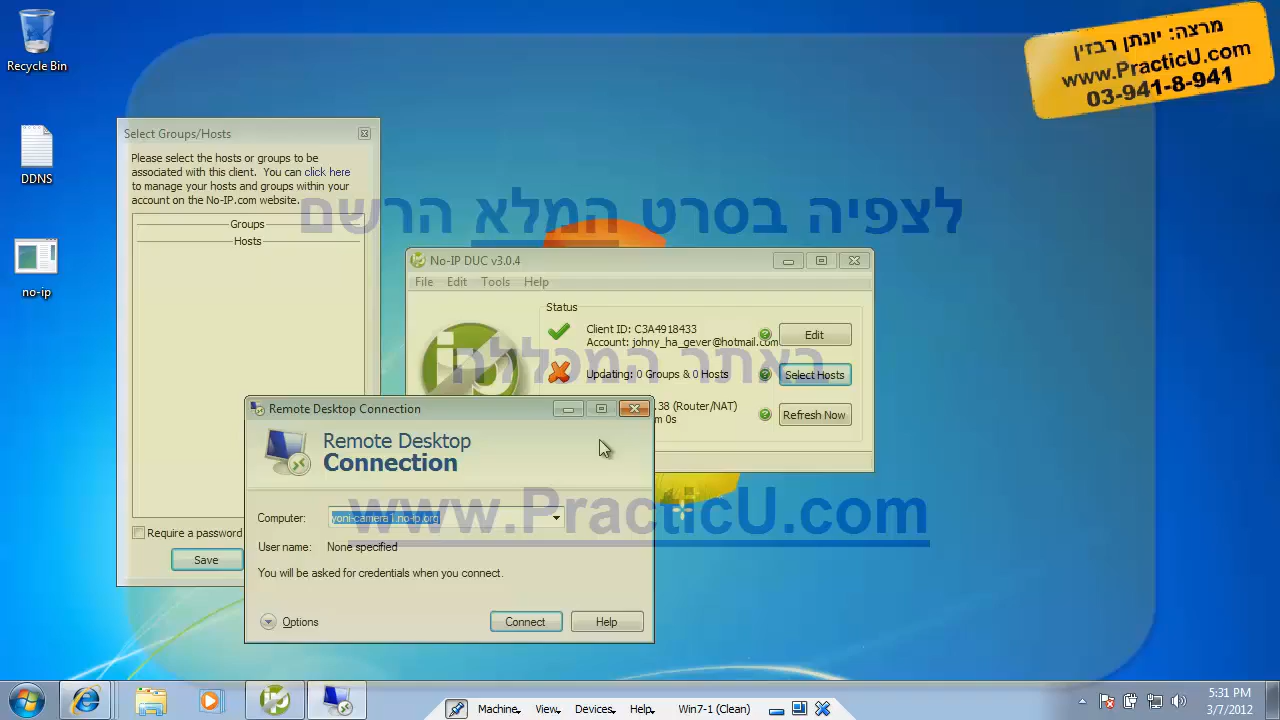 Recycle Bin
DDNS
no-ip
מרצה: יונתן רבזין
www.PracticU.com
03-941-8-941
Select Groups/Hosts
Please select the hosts or groups to be
associated with this client. You can click here
to manage your hosts and groups within your
account on the No-IP.com website.
Groups
Hosts
Require a password
Save
לצפיה בסרט המלא הרשם
באתר המכללה
www.PracticU.com
No-IP DUC v3.0.4
File Edit Tools Help
Status
Client ID: C3A4918433
Account: johny_ha_gever@hotmail.com
Edit
Updating: 0 Groups & 0 Hosts
Select Hosts
.38 (Router/NAT)
m 0s
Refresh Now
Remote Desktop Connection
Remote Desktop
Connection
Computer: yoni-camera1.no-ip.org
User name: None specified
You will be asked for credentials when you connect.
Options
Connect
Help
Machine View Devices Help Win7-1 (Clean)
5:31 PM
3/7/2012